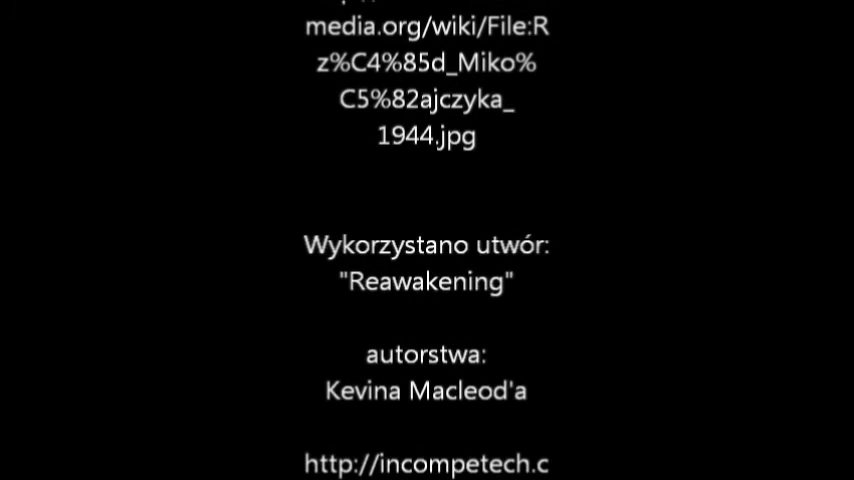 media.org/wiki/File:R
z%C4%85d_Miko%
C5%82ajczyka_
1944.jpg
Wykorzystano utwór:
"Reawakening"
autorstwa:
Kevina Macleod'a
http://incompetech.c